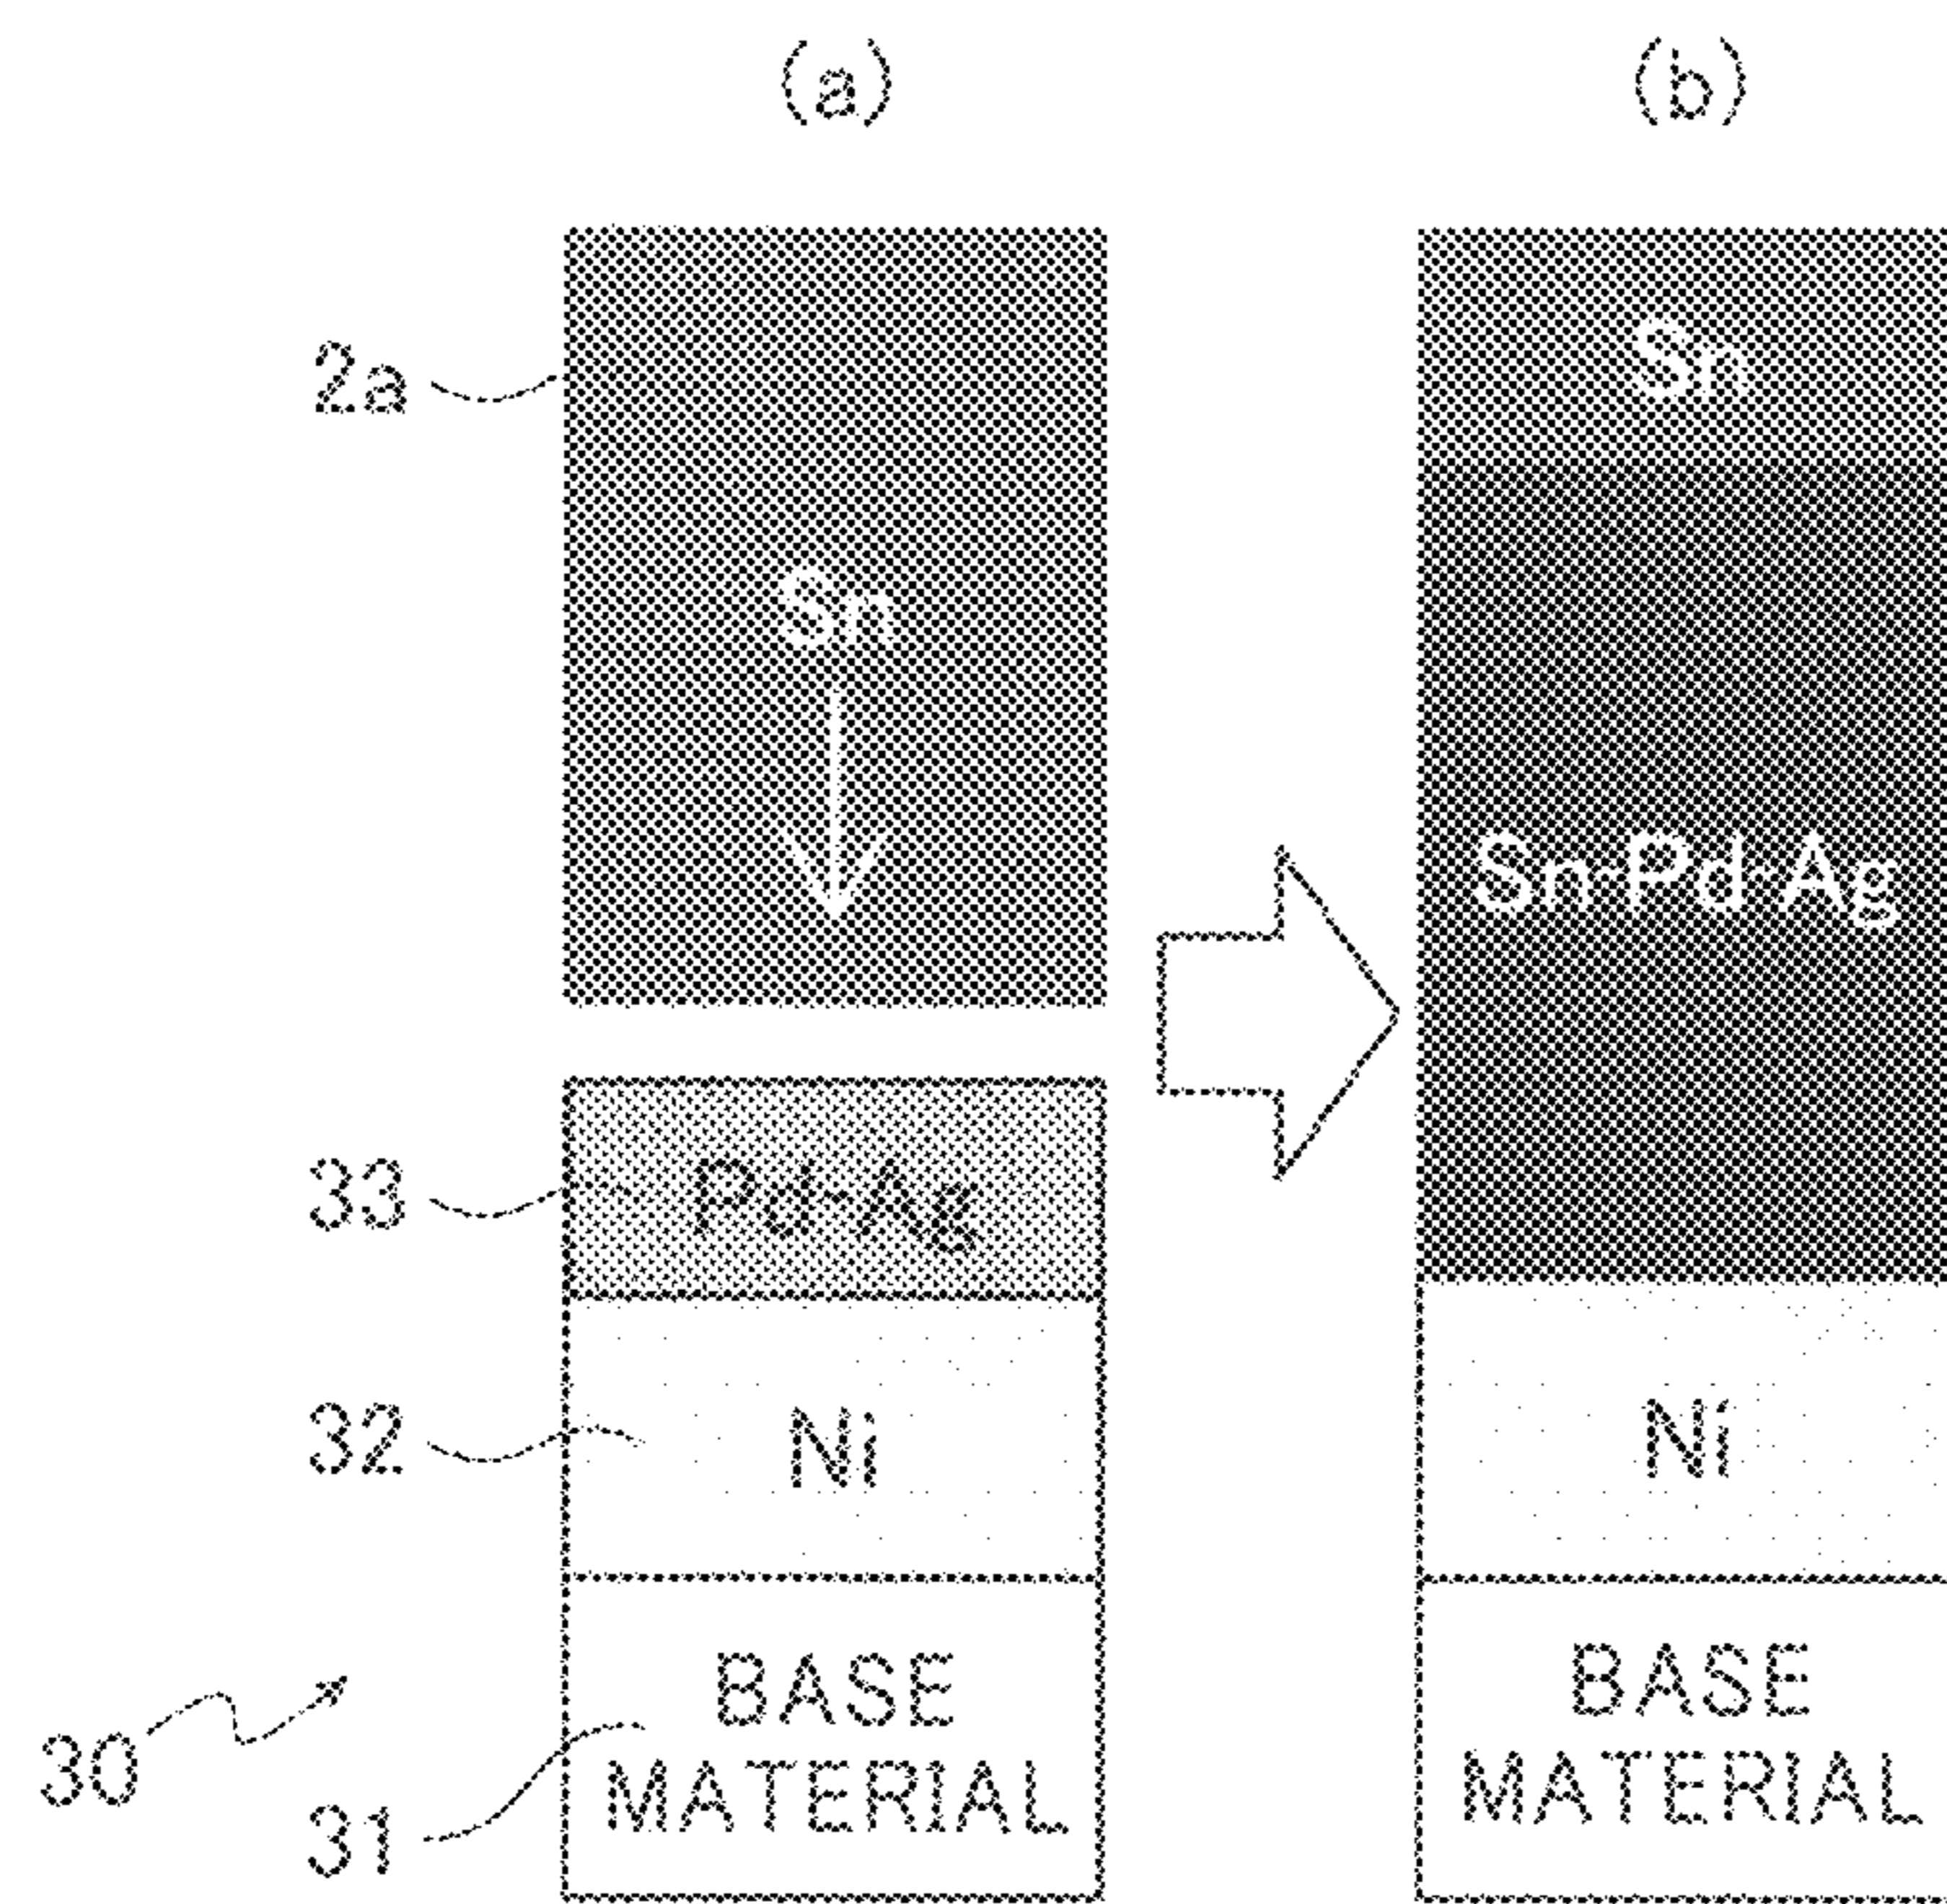 (a)
(b)
2a
Sn
Sn
Sn-Pd-Ag
33
Pd-Ag
32
Ni
Ni
30
31
BASE
MATERIAL
BASE
MATERIAL